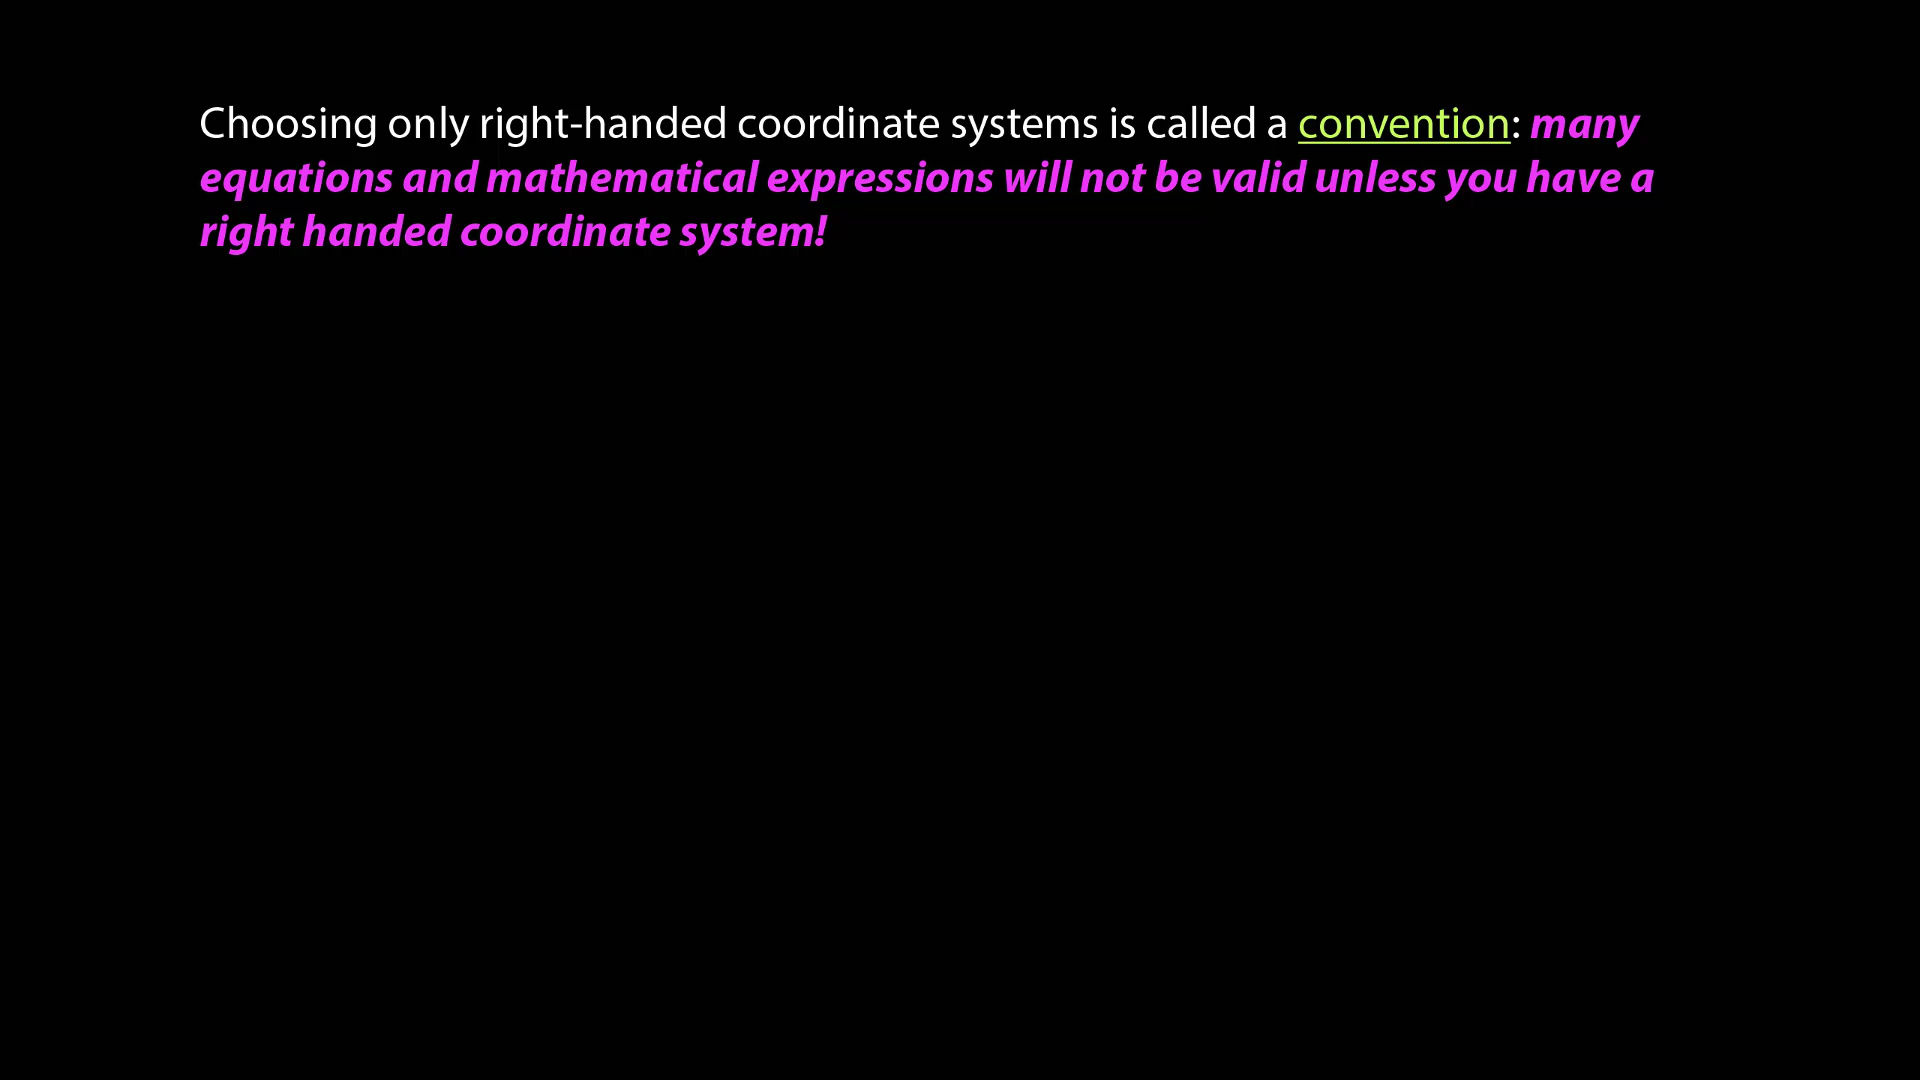 Choosing only right-handed coordinate systems is called a convention: many
equations and mathematical expressions will not be valid unless you have a
right handed coordinate system!